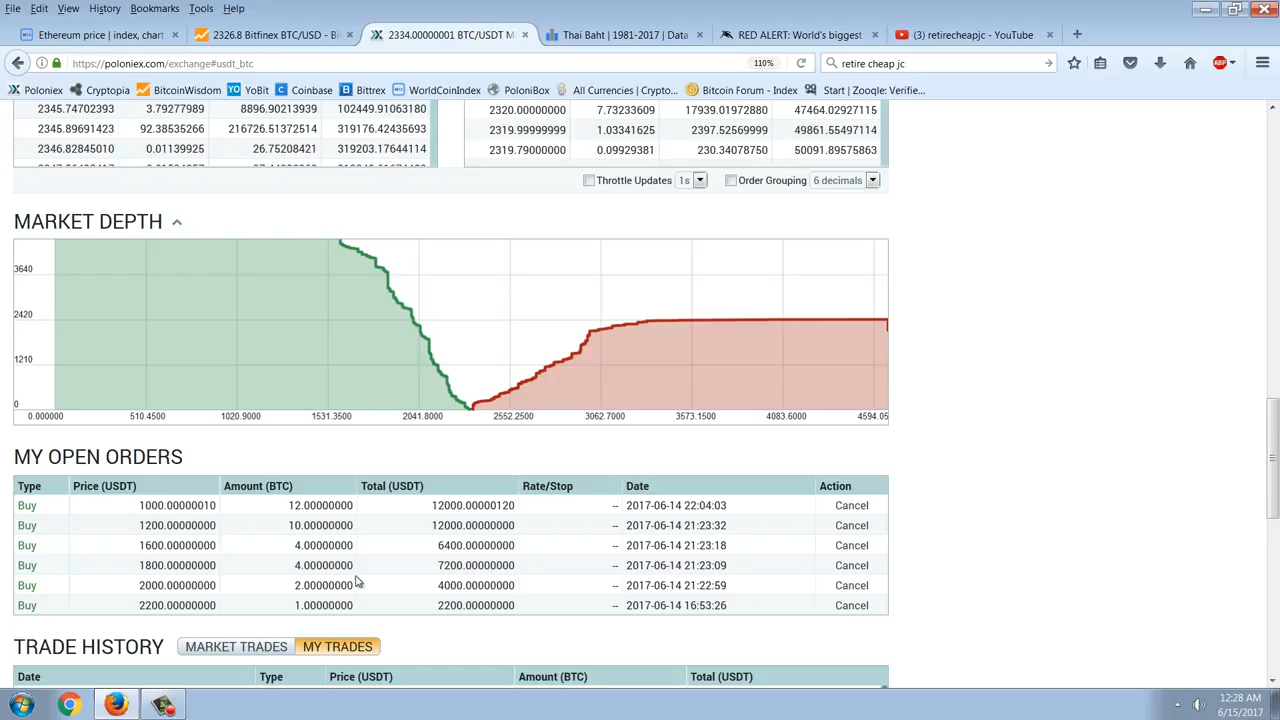 File Edit View History Bookmarks Tools Help
Ethereum price | index, chart × 2326.8 Bitfinex BTC/USD - Bi × 2334.00000001 BTC/USDT M × Thai Baht | 1981-2017 | Data × RED ALERT: World's biggest × (3) retirecheapjc - YouTube × +
https://poloniex.com/exchange#usdt_btc 110% retire cheap jc ABP
Poloniex Cryptopia BitcoinWisdom YO YoBit Coinbase B Bittrex WorldCoinIndex PoloniBox All Currencies | Crypto... Bitcoin Forum - Index Start | Zooqle: Verifie...
2345.74702393 3.79277989 8896.90213939 102449.91063180 2320.00000000 7.73233609 17939.01972880 47464.02927115
2345.89691423 92.38535266 216726.51372514 319176.42435693 2319.99999999 1.03341625 2397.52569999 49861.55497114
2346.82845010 0.01139925 26.75208421 319203.17644114 2319.79000000 0.09929381 230.34078750 50091.89575863
Throttle Updates 1s Order Grouping 6 decimals
MARKET DEPTH
3640
2420
1210
0
0.000000 510.4500 1020.9000 1531.3500 2041.8000 2552.2500 3062.7000 3573.1500 4083.6000 4594.05
MY OPEN ORDERS
Type Price (USDT) Amount (BTC) Total (USDT) Rate/Stop Date Action
Buy 1000.00000010 12.00000000 12000.00000120 -- 2017-06-14 22:04:03 Cancel
Buy 1200.00000000 10.00000000 12000.00000000 -- 2017-06-14 21:23:32 Cancel
Buy 1600.00000000 4.00000000 6400.00000000 -- 2017-06-14 21:23:18 Cancel
Buy 1800.00000000 4.00000000 7200.00000000 -- 2017-06-14 21:23:09 Cancel
Buy 2000.00000000 2.00000000 4000.00000000 -- 2017-06-14 21:22:59 Cancel
Buy 2200.00000000 1.00000000 2200.00000000 -- 2017-06-14 16:53:26 Cancel
TRADE HISTORY MARKET TRADES MY TRADES
Date Type Price (USDT) Amount (BTC) Total (USDT)
12:28 AM
6/15/2017